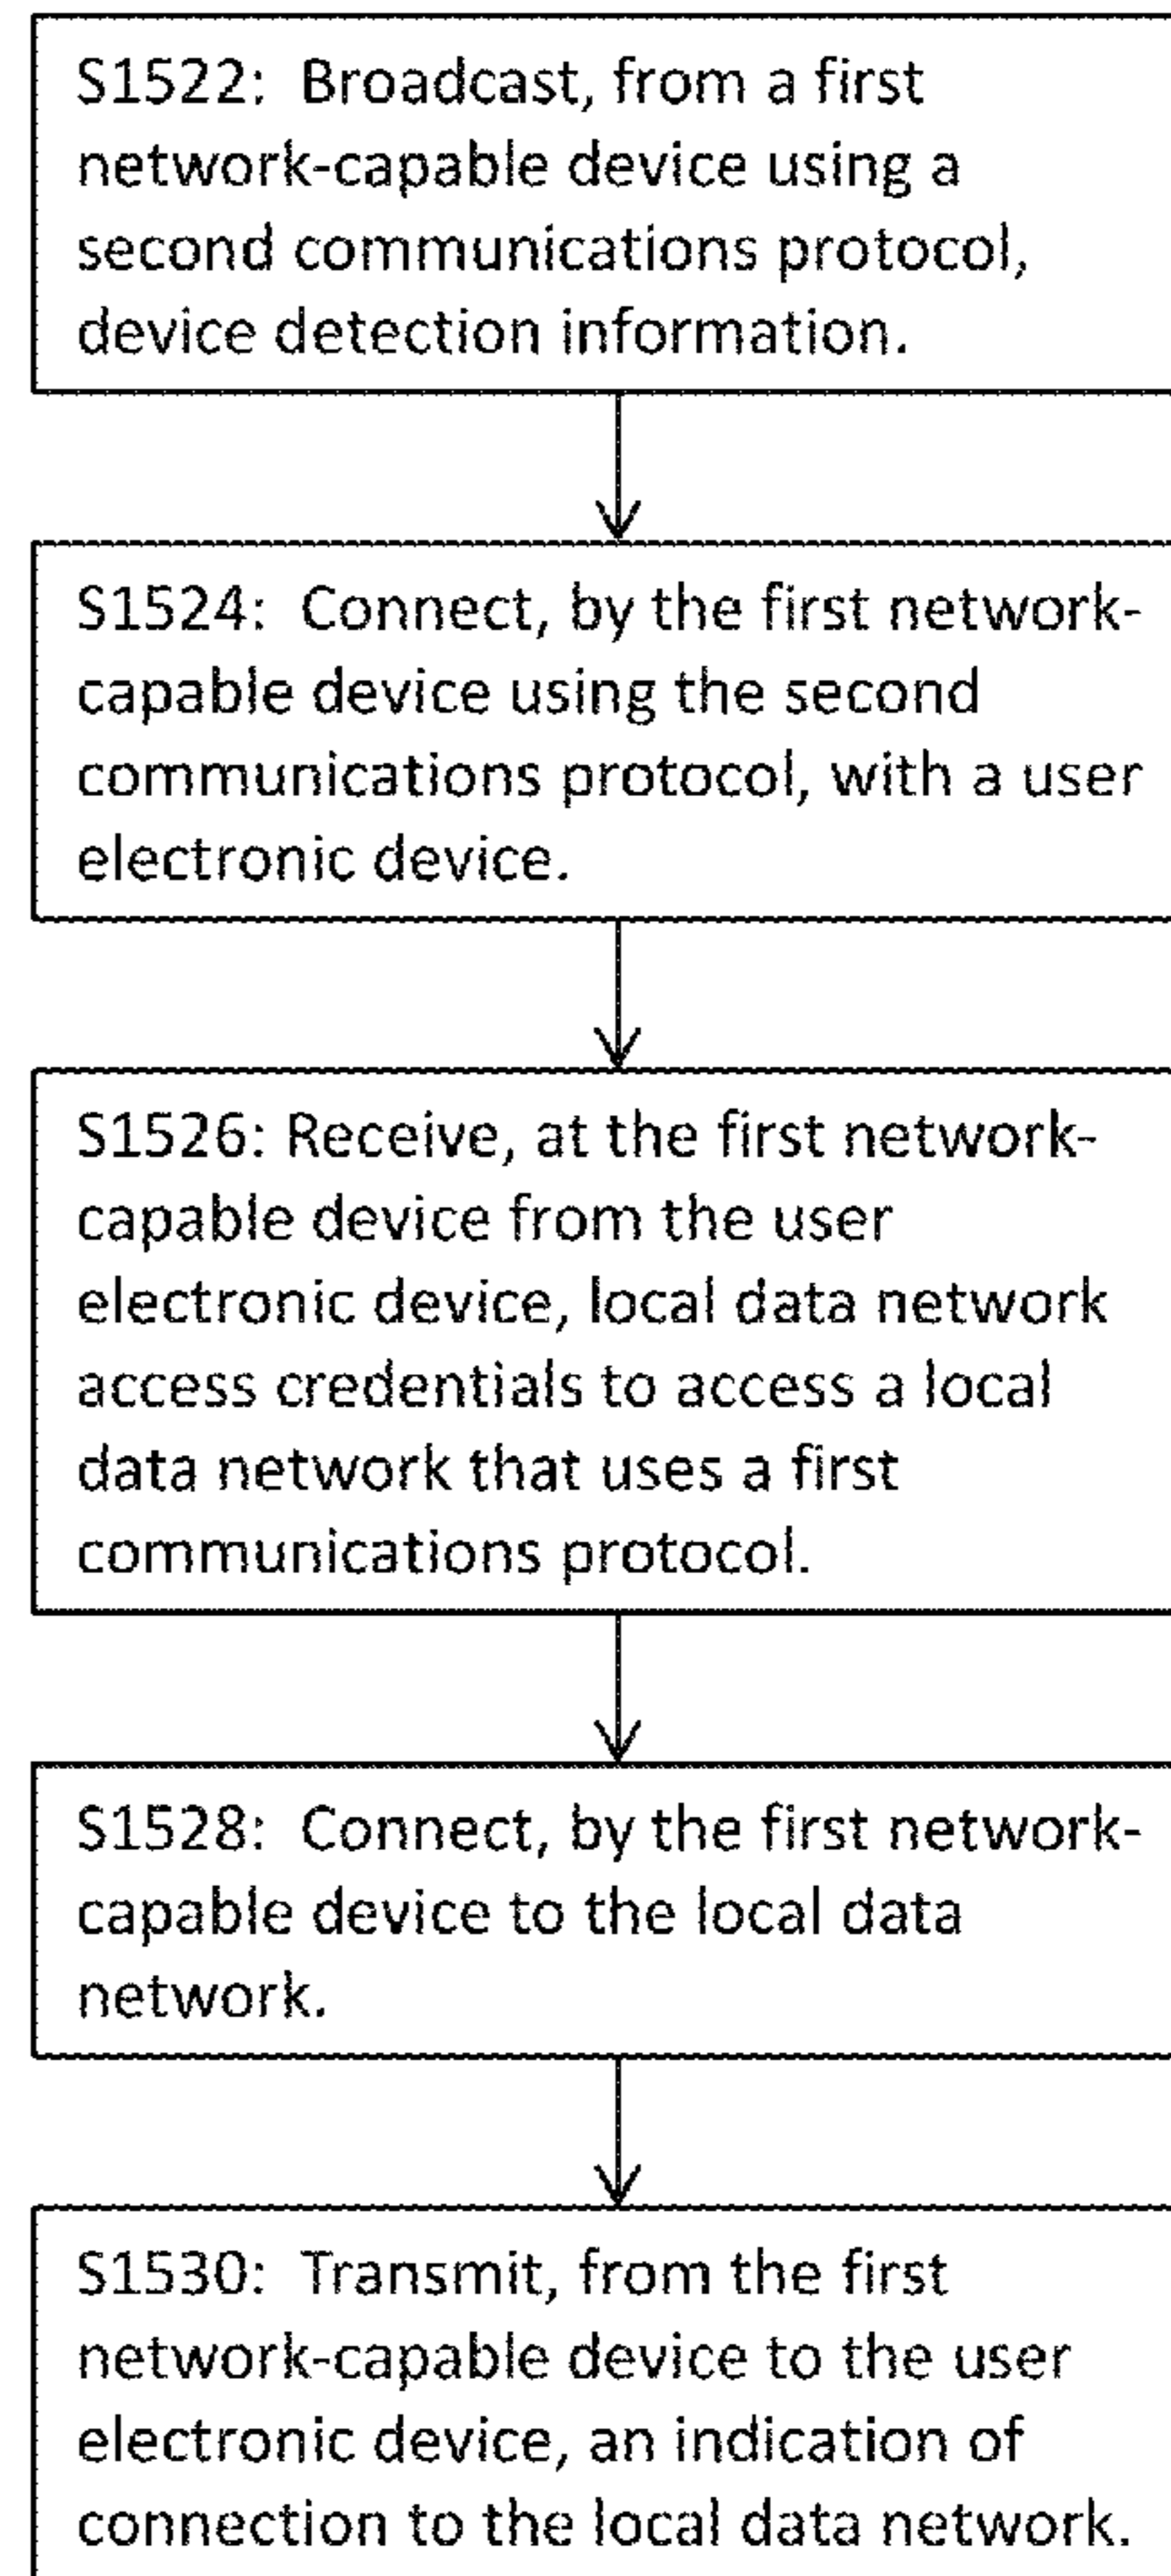 S1522: Broadcast, from a first
network-capable device using a
second communications protocol,
device detection information.
S1524: Connect, by the first network-
capable device using the second
communications protocol, with a user
electronic device.
S1526: Receive, at the first network-
capable device from the user
electronic device, local data network
access credentials to access a local
data network that uses a first
communications protocol.
S1528: Connect, by the first network-
capable device to the local data
network.
S1530: Transmit, from the first
network-capable device to the user
electronic device, an indication of
connection to the local data network.